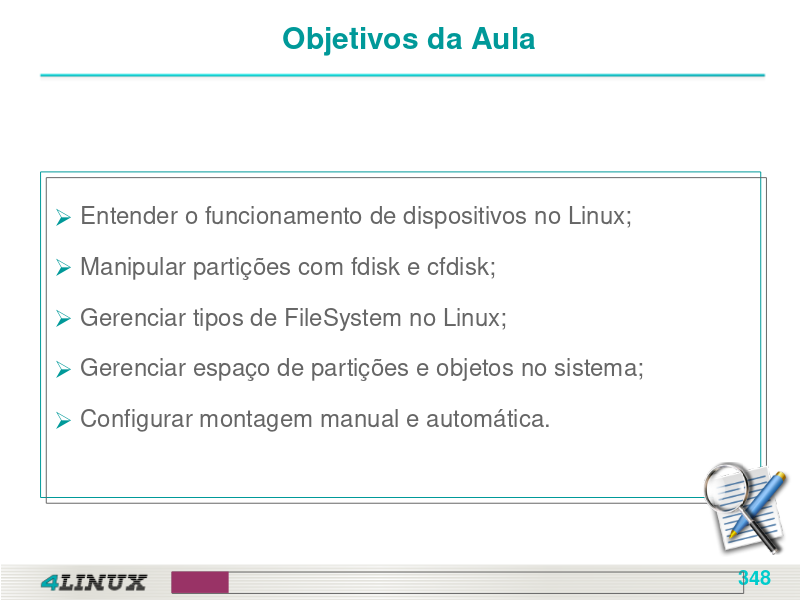 Objetivos da Aula
Entender o funcionamento de dispositivos no Linux;
Manipular partições com fdisk e cfdisk;
Gerenciar tipos de FileSystem no Linux;
Gerenciar espaço de partições e objetos no sistema;
Configurar montagem manual e automática.
4LINUX
348